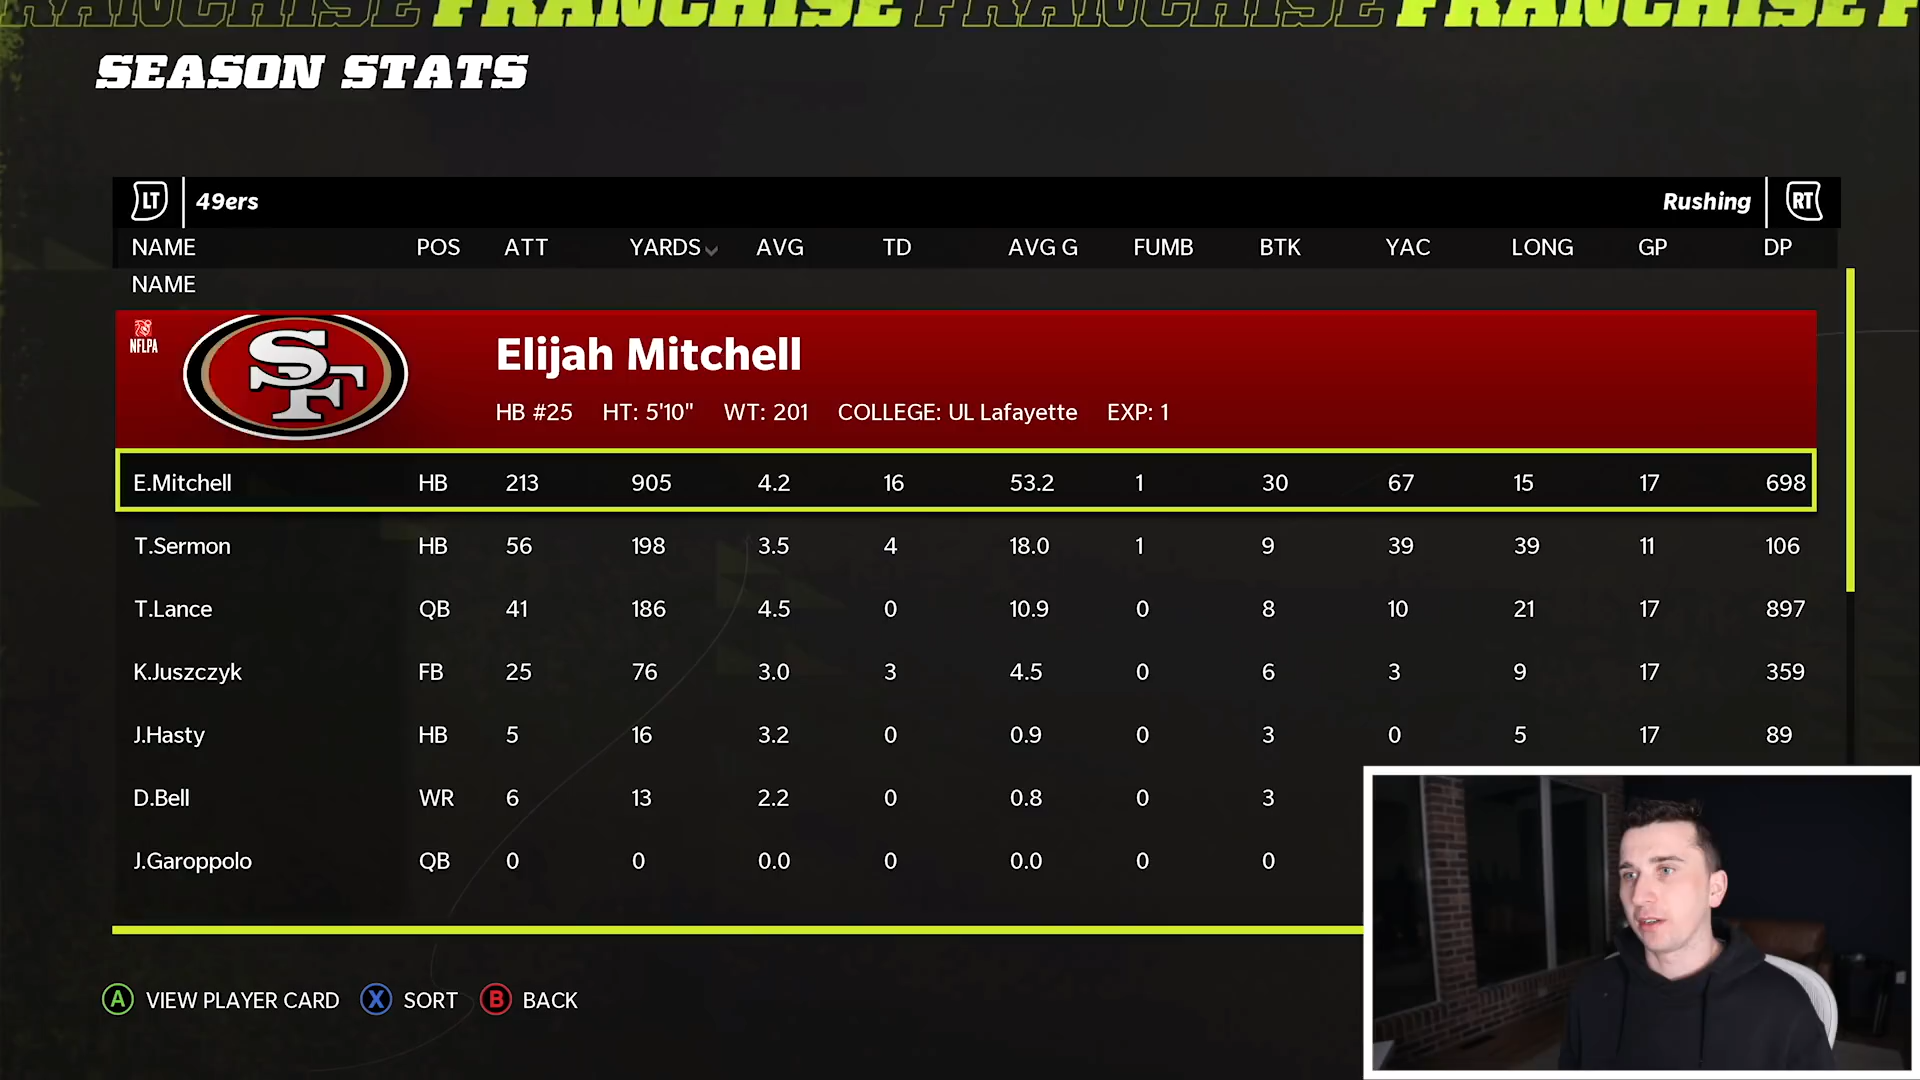 FRANCHISE FRANCHISE FRANCHISE FRANCHISE F
SEASON STATS
LT 49ers Rushing RT
NAME POS ATT YARDS AVG TD AVG G FUMB BTK YAC LONG GP DP
NAME
NFLPA
SF
Elijah Mitchell
HB #25 HT: 5'10" WT: 201 COLLEGE: UL Lafayette EXP: 1
E.Mitchell HB 213 905 4.2 16 53.2 1 30 67 15 17 698
T.Sermon HB 56 198 3.5 4 18.0 1 9 39 39 11 106
T.Lance QB 41 186 4.5 0 10.9 0 8 10 21 17 897
K.Juszczyk FB 25 76 3.0 3 4.5 0 6 3 9 17 359
J.Hasty HB 5 16 3.2 0 0.9 0 3 0 5 17 89
D.Bell WR 6 13 2.2 0 0.8 0 3
J.Garoppolo QB 0 0 0.0 0 0.0 0 0
A VIEW PLAYER CARD X SORT B BACK